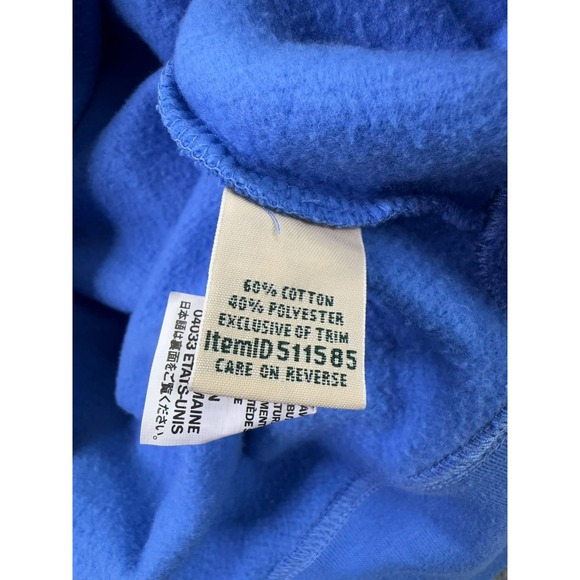 60% COTTON
40% POLYESTER
EXCLUSIVE OF TRIM
ItemID 511585
CARE ON REVERSE
MAINE
04033 ETATS-UNIS
日本語は裏面をご覧ください。